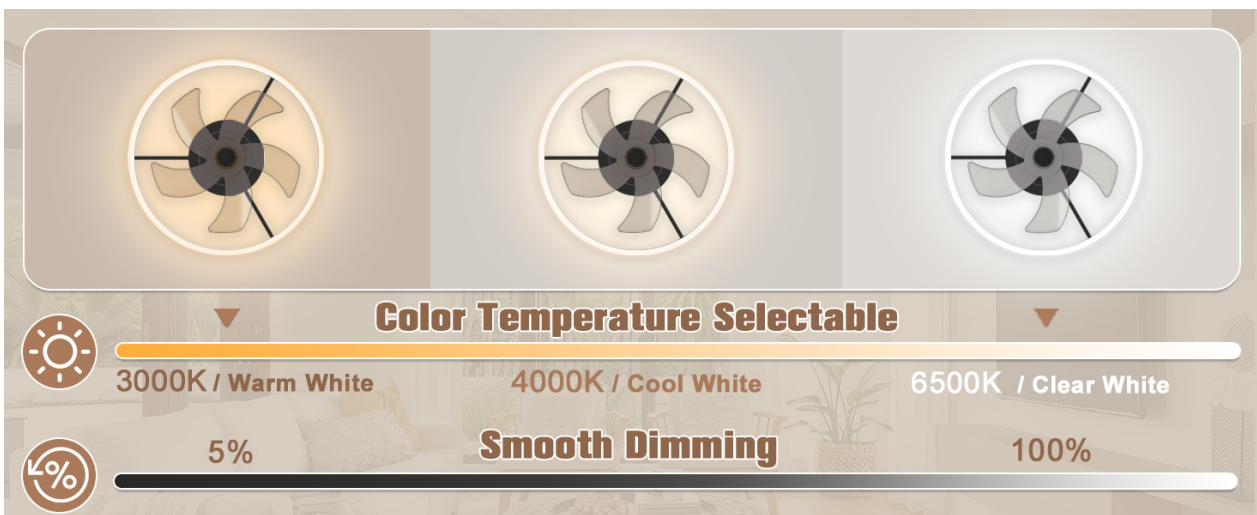 Color Temperature Selectable
3000K / Warm White
4000K / Cool White
6500K / Clear White
Smooth Dimming
5%
100%
%